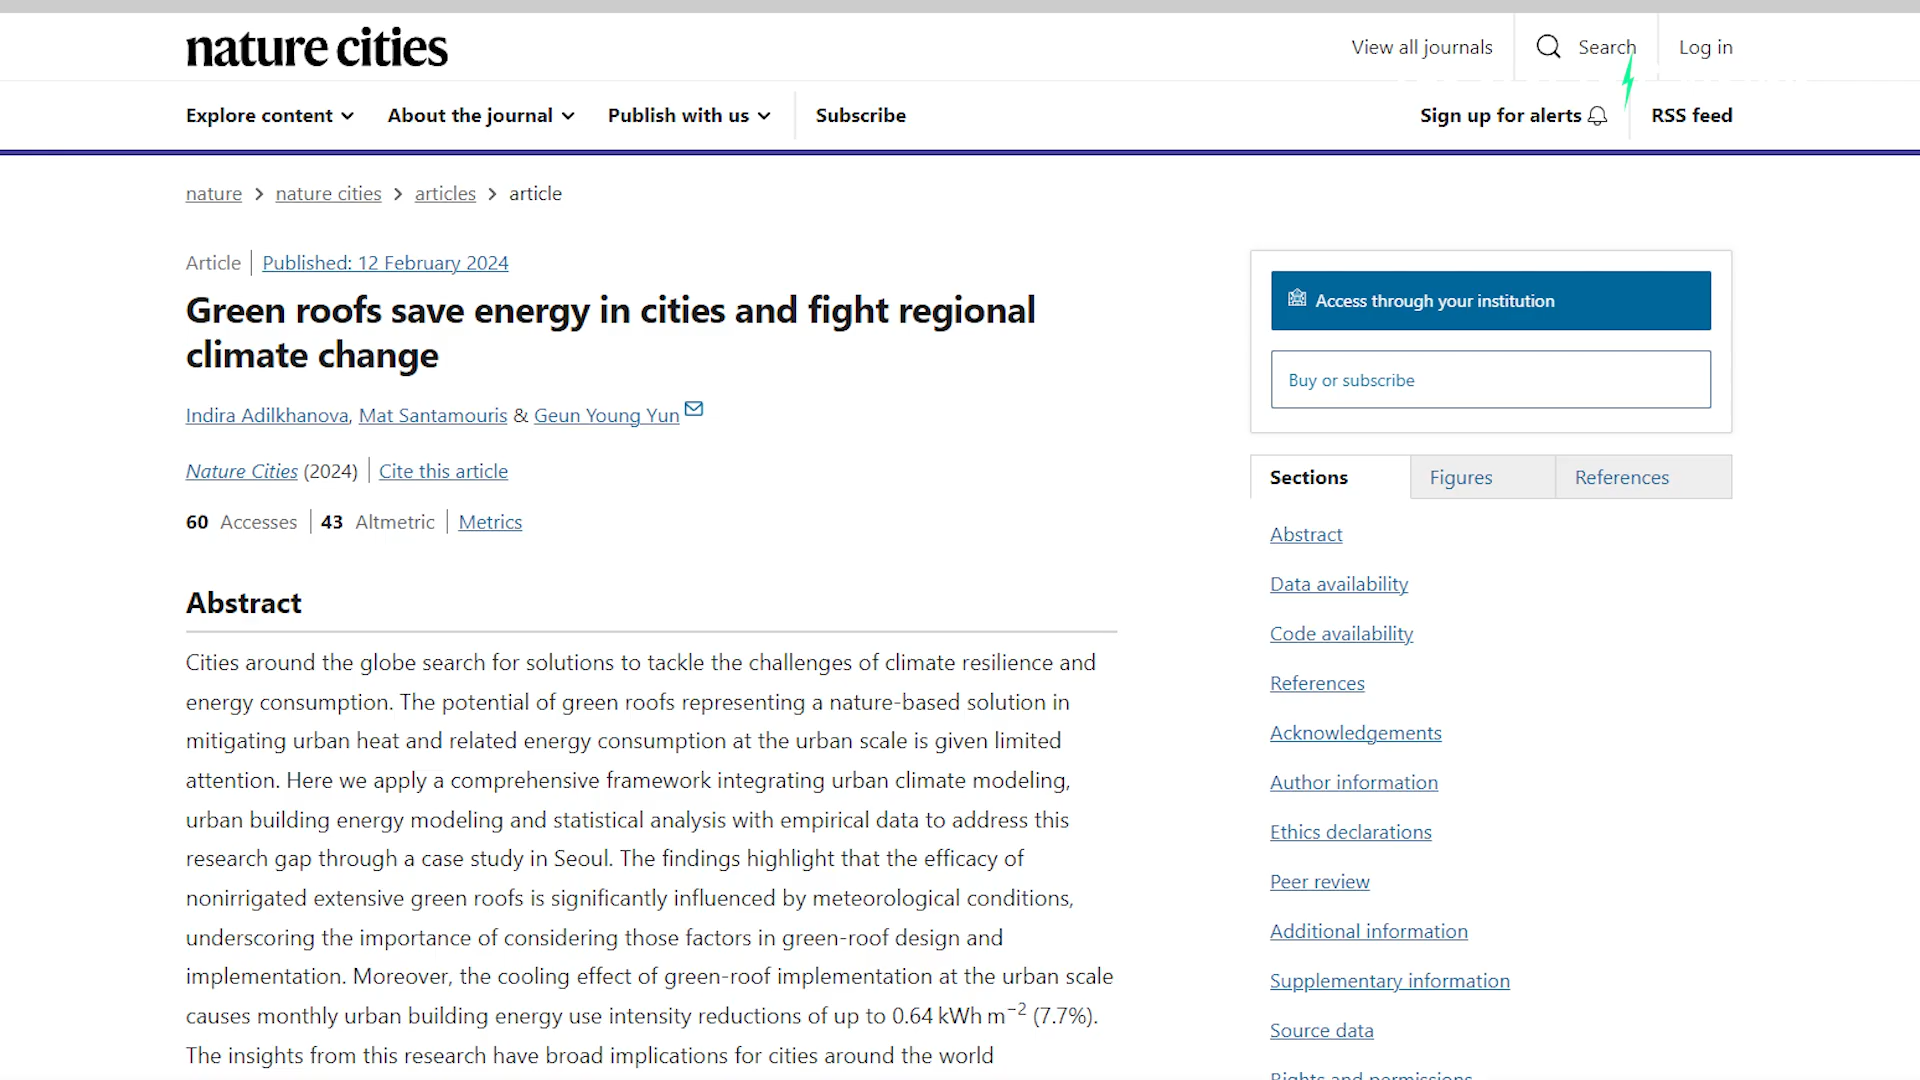 nature cities
View all journals
Search
Log in
Explore content
About the journal
Publish with us
Subscribe
Sign up for alerts
RSS feed
nature > nature cities > articles > article
Article | Published: 12 February 2024
Green roofs save energy in cities and fight regional
climate change
Indira Adilkhanova, Mat Santamouris & Geun Young Yun
Nature Cities (2024) | Cite this article
60 Accesses | 43 Altmetric | Metrics
Abstract
Cities around the globe search for solutions to tackle the challenges of climate resilience and
energy consumption. The potential of green roofs representing a nature-based solution in
mitigating urban heat and related energy consumption at the urban scale is given limited
attention. Here we apply a comprehensive framework integrating urban climate modeling,
urban building energy modeling and statistical analysis with empirical data to address this
research gap through a case study in Seoul. The findings highlight that the efficacy of
nonirrigated extensive green roofs is significantly influenced by meteorological conditions,
underscoring the importance of considering those factors in green-roof design and
implementation. Moreover, the cooling effect of green-roof implementation at the urban scale
causes monthly urban building energy use intensity reductions of up to 0.64 kWh m⁻² (7.7%).
The insights from this research have broad implications for cities around the world
Access through your institution
Buy or subscribe
Sections
Figures
References
Abstract
Data availability
Code availability
References
Acknowledgements
Author information
Ethics declarations
Peer review
Additional information
Supplementary information
Source data
Rights and permissions